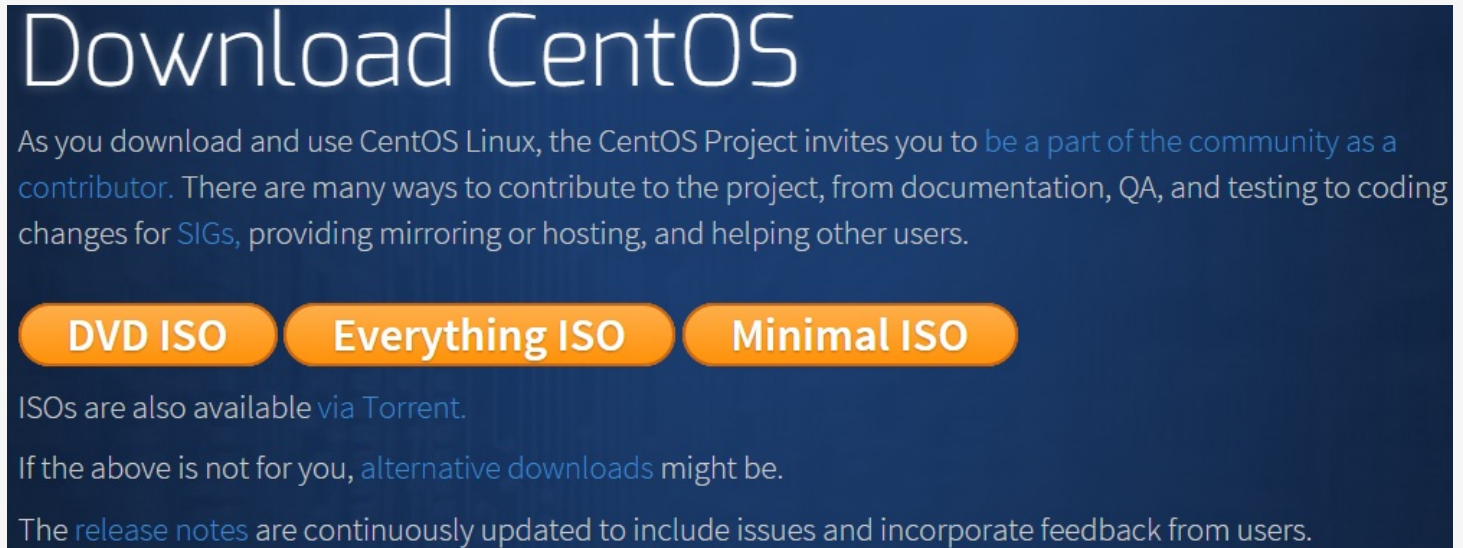 Download CentOS
As you download and use CentOS Linux, the CentOS Project invites you to be a part of the community as a
contributor. There are many ways to contribute to the project, from documentation, QA, and testing to coding
changes for SIGs, providing mirroring or hosting, and helping other users.
DVD ISO Everything ISO Minimal ISO
ISOs are also available via Torrent.
If the above is not for you, alternative downloads might be.
The release notes are continuously updated to include issues and incorporate feedback from users.